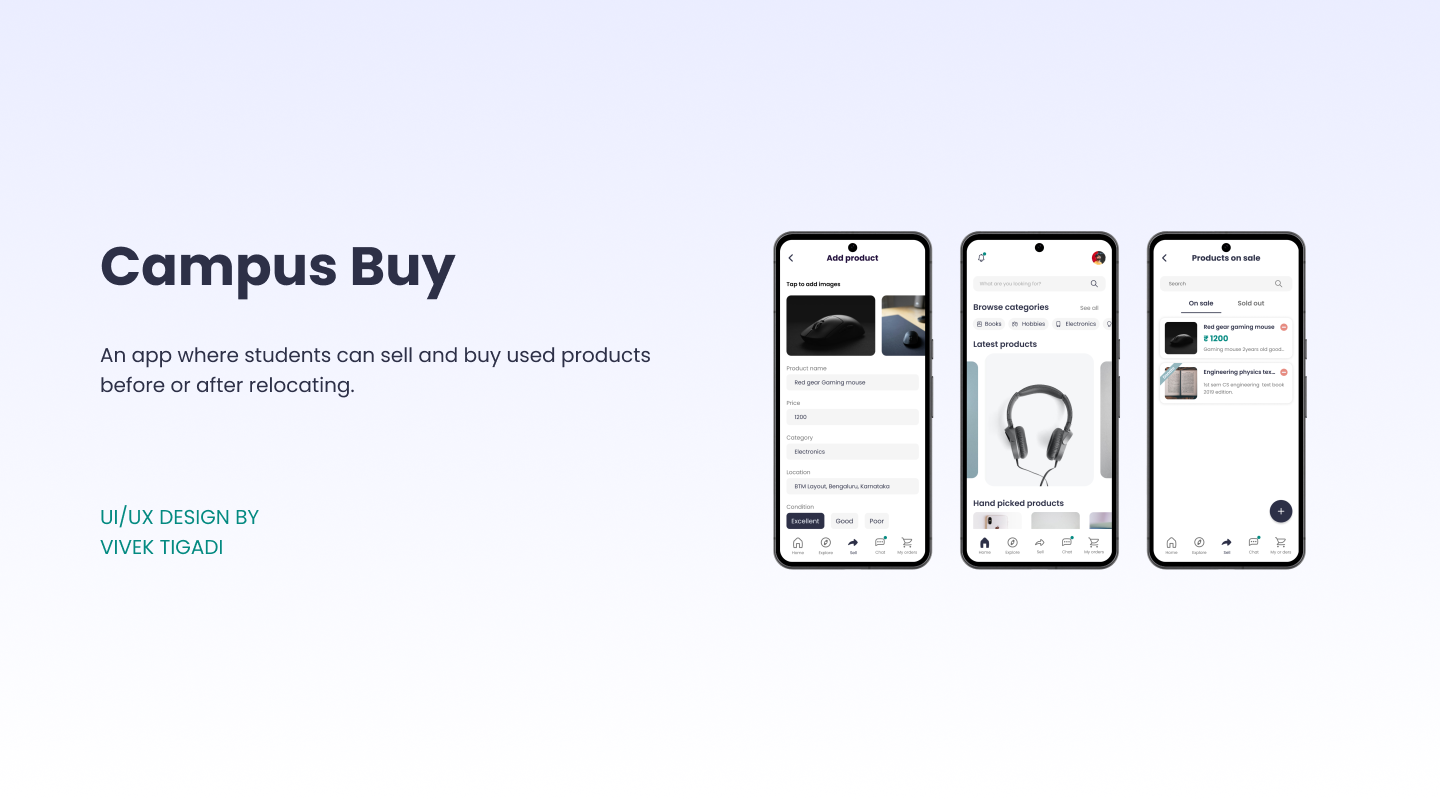 Campus Buy
An app where students can sell and buy used products
before or after relocating.
UI/UX DESIGN BY
VIVEK TIGADI
Add product
Tap to add images
Product name
Red gear Gaming mouse
Price
1200
Category
Electronics
Location
BTM Layout, Bengaluru, Karnataka
Condition
Excellent Good Poor
Home Explore Sell Chat My orders
What are you looking for?
Browse categories See all
Books Hobbies Electronics
Latest products
Hand picked products
Home Explore Sell Chat My orders
Products on sale
Search
On sale Sold out
Red gear gaming mouse
₹ 1200
Gaming mouse 2years old good...
Engineering physics tex...
1st sem CS engineering text book
2019 edition.
Home Explore Sell Chat My orders